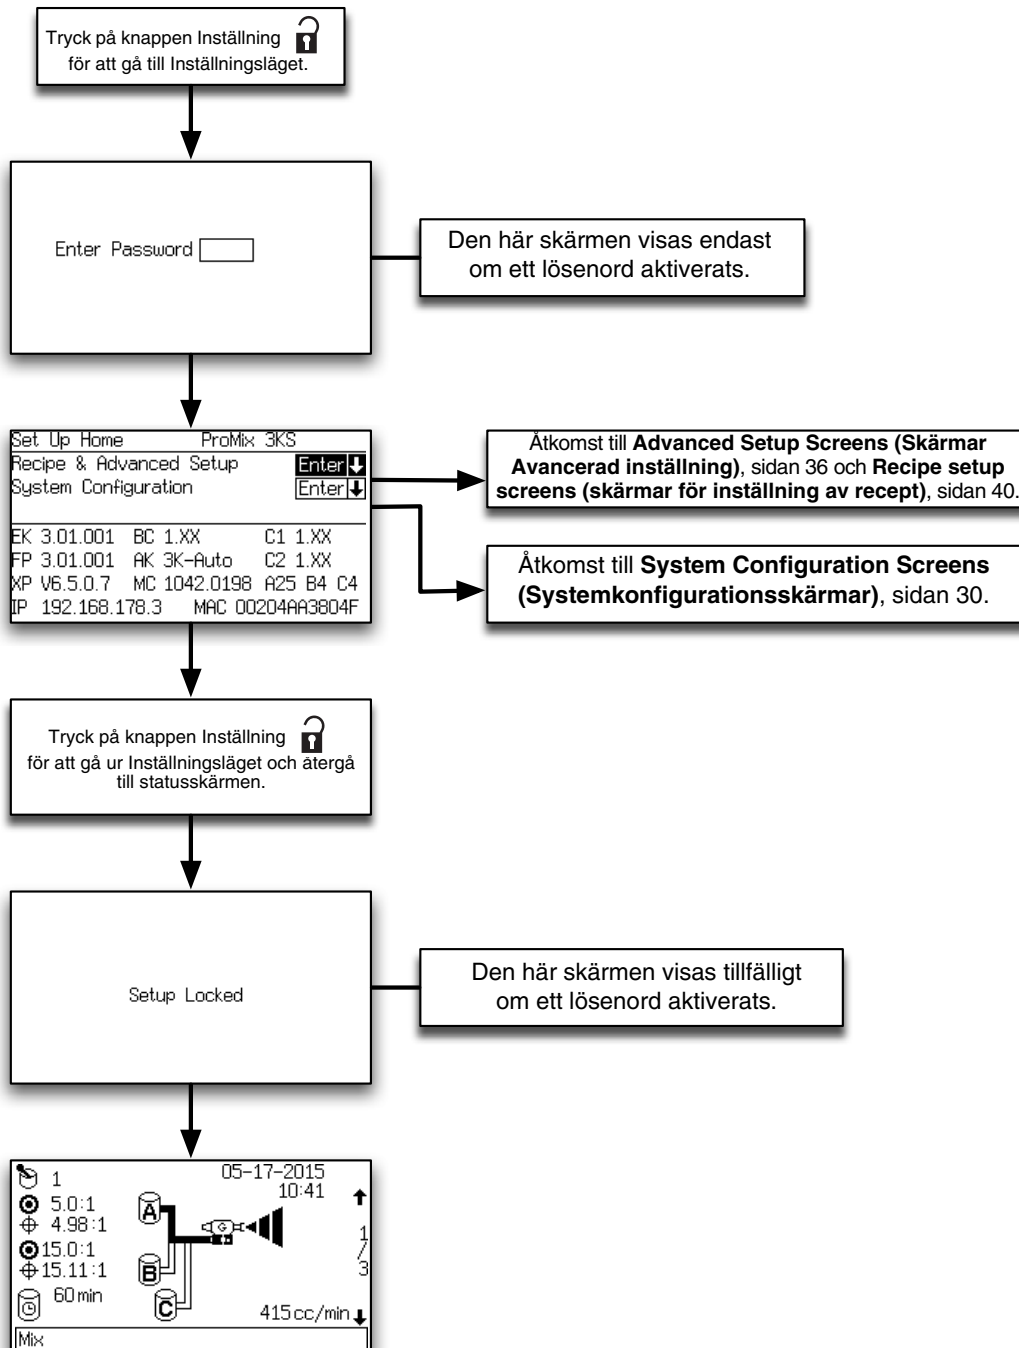 Tryck på knappen Inställning
för att gå till Inställningsläget.
Enter Password
Den här skärmen visas endast
om ett lösenord aktiverats.
Set Up Home ProMix 3KS
Recipe & Advanced Setup Enter
System Configuration Enter
EK 3.01.001 BC 1.XX C1 1.XX
FP 3.01.001 AK 3K-Auto C2 1.XX
XP V6.5.0.7 MC 1042.0198 A25 B4 C4
IP 192.168.178.3 MAC 00204AA3804F
Åtkomst till Advanced Setup Screens (Skärmar
Avancerad inställning), sidan 36 och Recipe setup
screens (skärmar för inställning av recept), sidan 40.
Åtkomst till System Configuration Screens
(Systemkonfigurationsskärmar), sidan 30.
Tryck på knappen Inställning
för att gå ur Inställningsläget och återgå
till statusskärmen.
Setup Locked
Den här skärmen visas tillfälligt
om ett lösenord aktiverats.
1 05-17-2015
10:41
5.0:1
4.98:1
15.0:1
15.11:1
60 min
A
B
C
G
1
/
3
415 cc/min
Mix